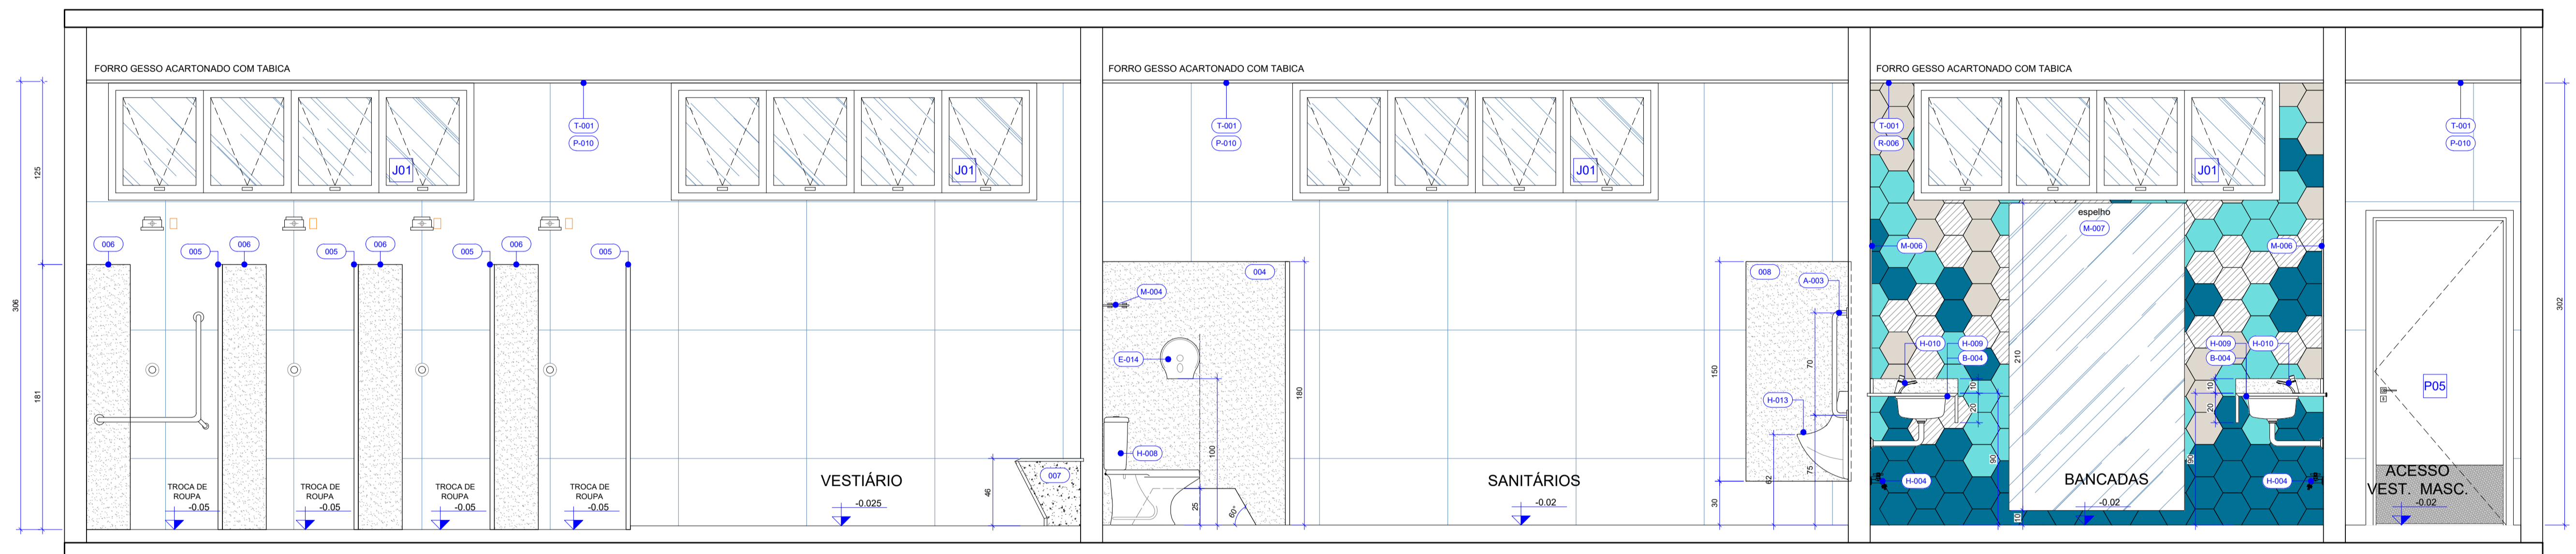 FORRO GESSO ACARTONADO COM TABICA
FORRO GESSO ACARTONADO COM TABICA
FORRO GESSO ACARTONADO COM TABICA
T-001
P-010
T-001
P-010
T-001
R-006
T-001
P-010
J01
J01
J01
J01
125
306
181
302
espelho
M-007
006
005
006
005
006
005
006
005
M-006
M-006
004
008
M-004
A-003
E-014
H-013
H-008
180
100
25
60°
150
30
62
70
75
210
H-010
H-009
B-004
H-009
H-010
B-004
10
20
10
20
90
90
10
H-004
H-004
P05
007
46
TROCA DE
ROUPA
-0.05
TROCA DE
ROUPA
-0.05
TROCA DE
ROUPA
-0.05
TROCA DE
ROUPA
-0.05
VESTIÁRIO
-0.025
SANITÁRIOS
-0.02
BANCADAS
-0.02
ACESSO
VEST. MASC.
-0.02